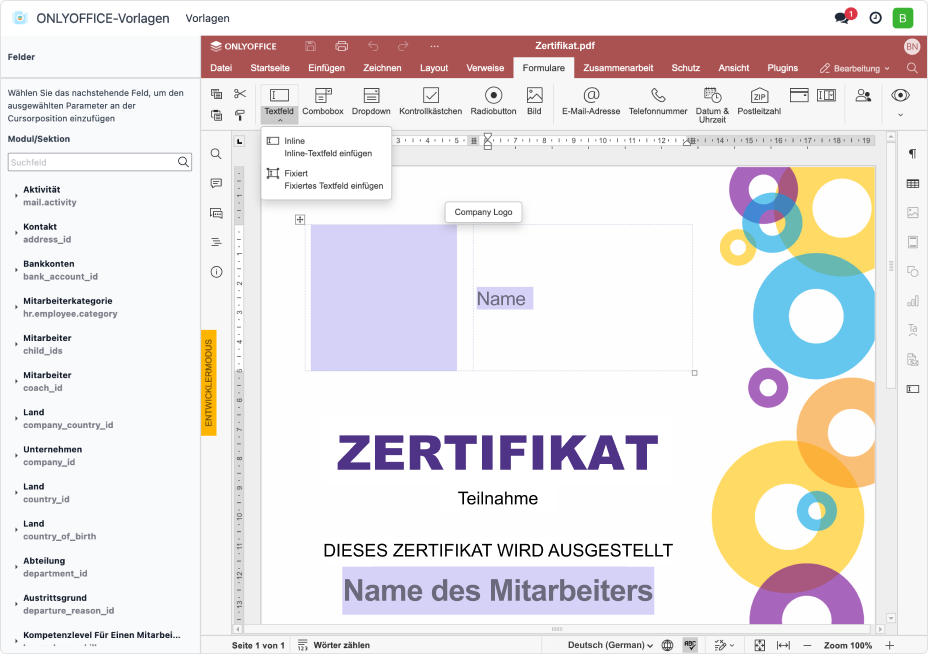 ONLYOFFICE-Vorlagen Vorlagen
1
B
Felder
Wählen Sie das nachstehende Feld, um den
ausgewählten Parameter an der
Cursorposition einzufügen
Modul/Sektion
Suchfeld
Aktivität
mail.activity
Kontakt
address_id
Bankkonten
bank_account_id
Mitarbeiterkategorie
hr.employee.category
Mitarbeiter
child_ids
Mitarbeiter
coach_id
Land
company_country_id
Unternehmen
company_id
Land
country_id
Land
country_of_birth
Abteilung
department_id
Austrittsgrund
departure_reason_id
Kompetenzlevel Für Einen Mitarbei...
ONLYOFFICE
Zertifikat.pdf
BN
Datei Startseite Einfügen Zeichnen Layout Verweise Formulare Zusammenarbeit Schutz Ansicht Plugins Bearbeitung
Textfeld Combobox Dropdown Kontrollkästchen Radiobutton Bild E-Mail-Adresse Telefonnummer Datum & Uhrzeit Postleitzahl
ZIP
Inline
Inline-Textfeld einfügen
Fixiert
Fixiertes Textfeld einfügen
Company Logo
Name
ENTWICKLERMODUS
ZERTIFIKAT
Teilnahme
DIESES ZERTIFIKAT WIRD AUSGESTELLT
Name des Mitarbeiters
Seite 1 von 1 Wörter zählen Deutsch (German) Zoom 100%